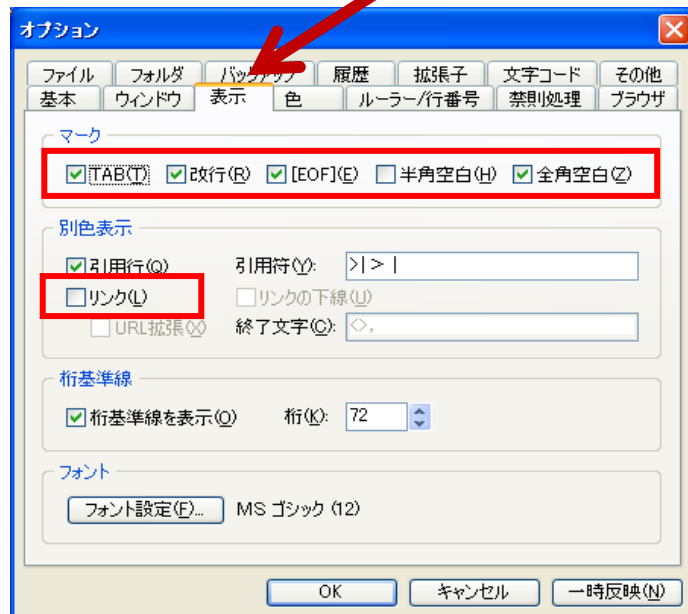 オプション
ファイル フォルダ バックアップ 履歴 拡張子 文字コード その他
基本 ウィンドウ 表示 色 ルーラー/行番号 禁則処理 ブラウザ
マーク
TAB(T) 改行(R) [EOF](E) 半角空白(H) 全角空白(Z)
別色表示
引用行(Q) 引用符(Y): >| > |
リンク(L) リンクの下線(U)
URL拡張(X) 終了文字(C): <>,
桁基準線
桁基準線を表示(O) 桁(K): 72
フォント
フォント設定(F)... MS ゴシック (12)
OK キャンセル 一時反映(N)